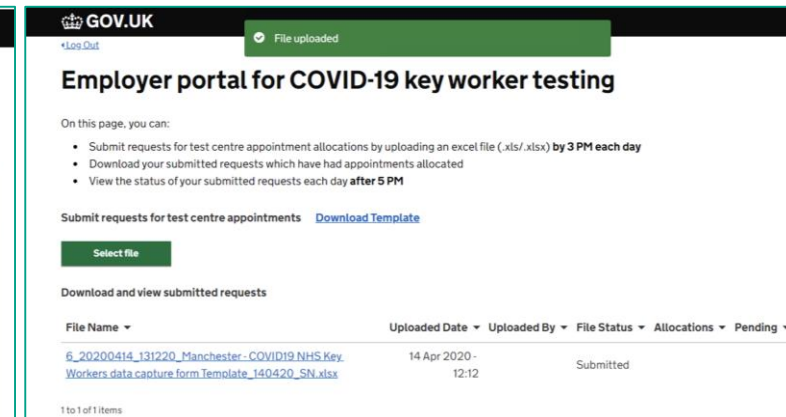 GOV.UK
File uploaded
Log Out
Employer portal for COVID-19 key worker testing
On this page, you can:
• Submit requests for test centre appointment allocations by uploading an excel file (.xls/.xlsx) by 3 PM each day
• Download your submitted requests which have had appointments allocated
• View the status of your submitted requests each day after 5 PM
Submit requests for test centre appointments Download Template
Select file
Download and view submitted requests
File Name Uploaded Date Uploaded By File Status Allocations Pending
6_20200414_131220_Manchester - COVID19 NHS Key 14 Apr 2020 - Submitted
Workers data capture form Template_140420_SN.xlsx 12:12
1 to 1 of 1 items